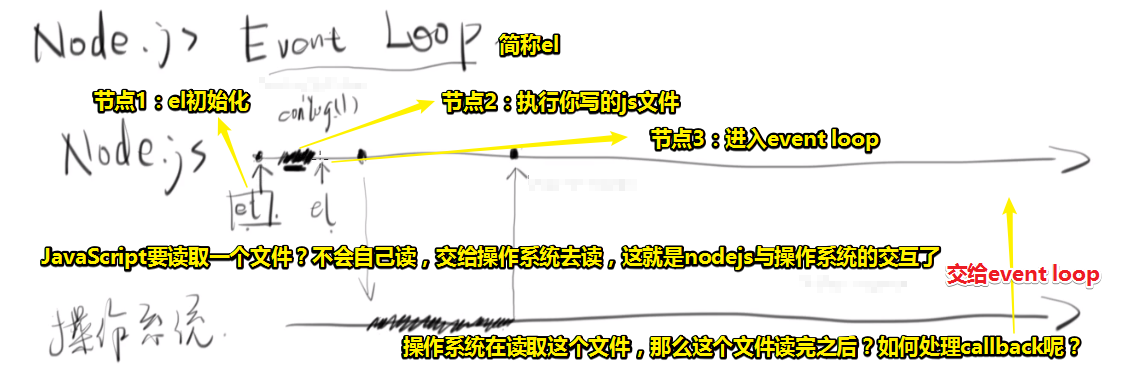 Node.js Event Loop 简称el
节点1：el初始化
节点2：执行你写的js文件
节点3：进入event loop
Node.js
el
el
JavaScript要读取一个文件？不会自己读，交给操作系统去读，这就是nodejs与操作系统的交互了
交给event loop
操作系统
操作系统在读取这个文件，那么这个文件读完之后？如何处理callback呢？